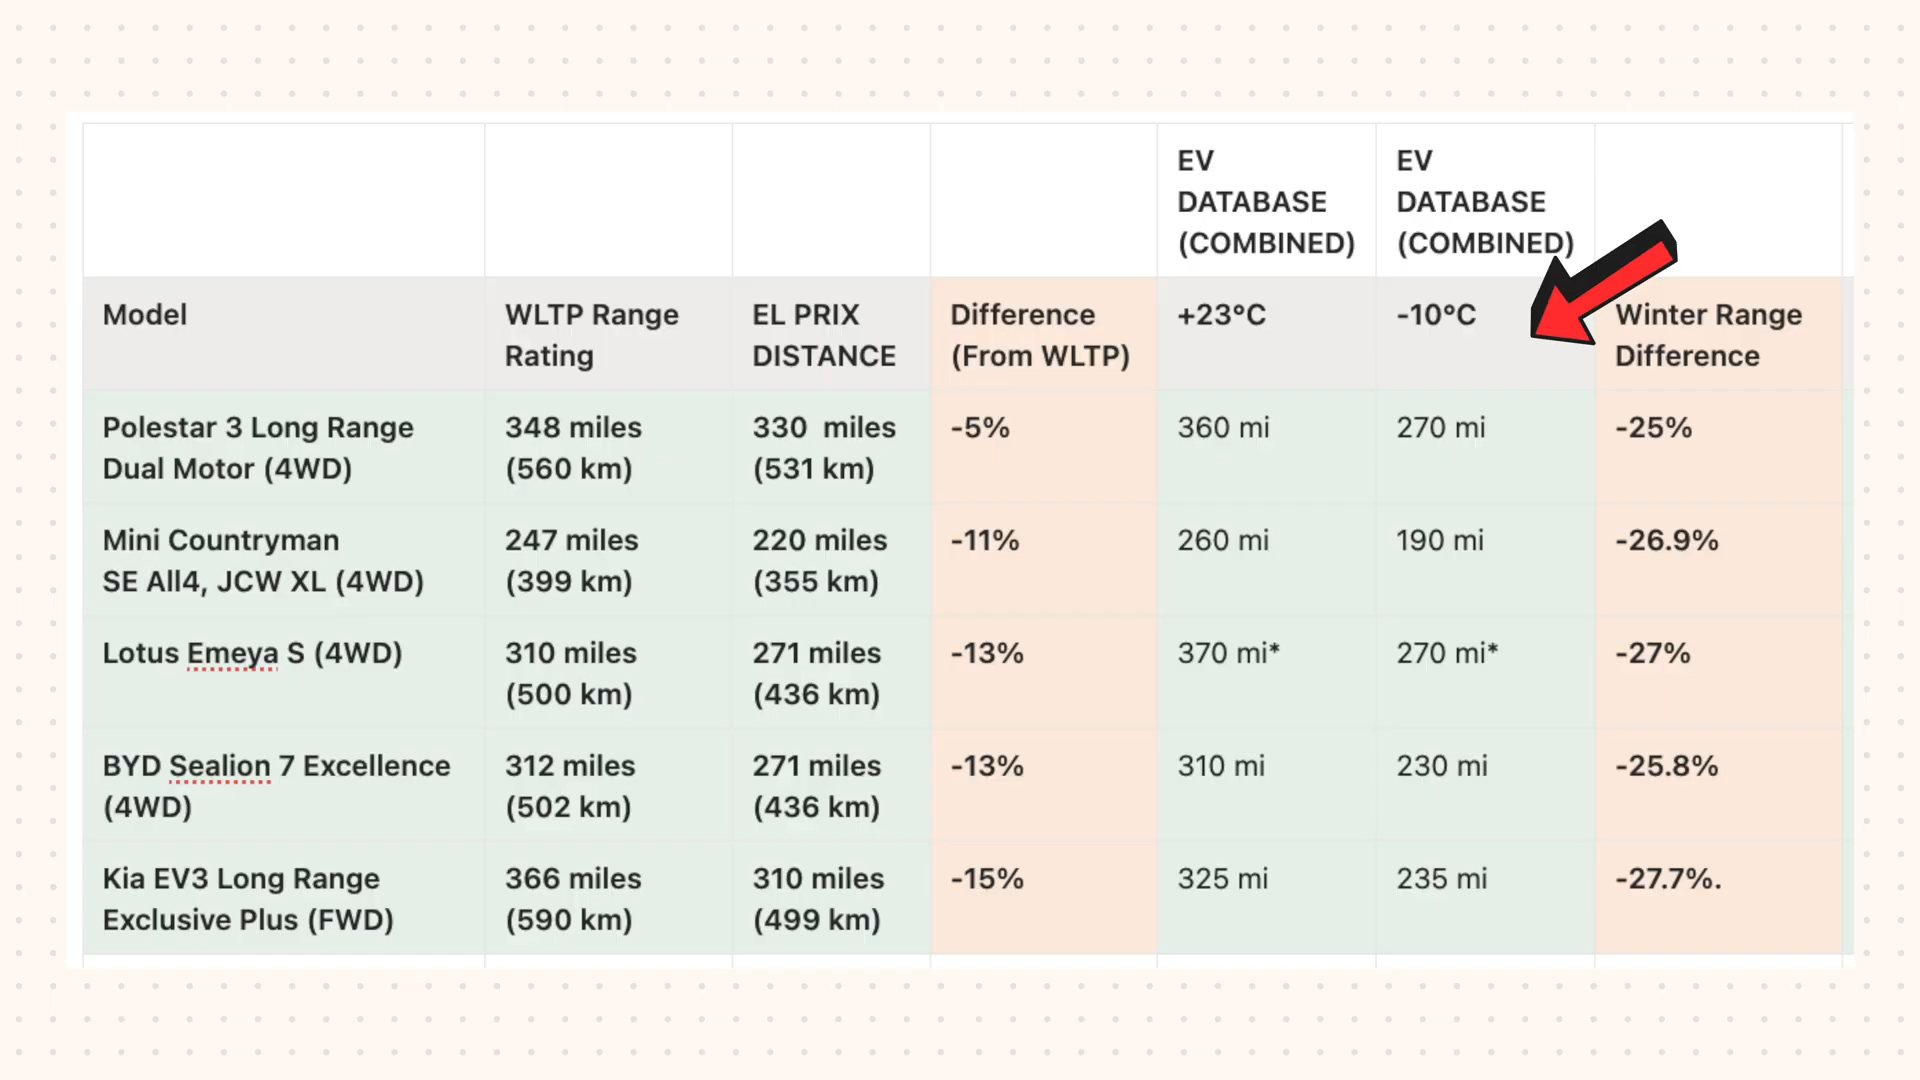 EV
DATABASE
(COMBINED)
EV
DATABASE
(COMBINED)
Model
WLTP Range
Rating
EL PRIX
DISTANCE
Difference
(From WLTP)
+23°C
-10°C
Winter Range
Difference
Polestar 3 Long Range
Dual Motor (4WD)
348 miles
(560 km)
330  miles
(531 km)
-5%
360 mi
270 mi
-25%
Mini Countryman
SE All4, JCW XL (4WD)
247 miles
(399 km)
220 miles
(355 km)
-11%
260 mi
190 mi
-26.9%
Lotus Emeya S (4WD)
310 miles
(500 km)
271 miles
(436 km)
-13%
370 mi*
270 mi*
-27%
BYD Sealion 7 Excellence
(4WD)
312 miles
(502 km)
271 miles
(436 km)
-13%
310 mi
230 mi
-25.8%
Kia EV3 Long Range
Exclusive Plus (FWD)
366 miles
(590 km)
310 miles
(499 km)
-15%
325 mi
235 mi
-27.7%.